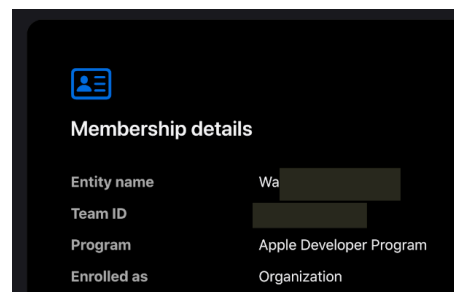 Membership details
Entity name Wa
Team ID
Program Apple Developer Program
Enrolled as Organization